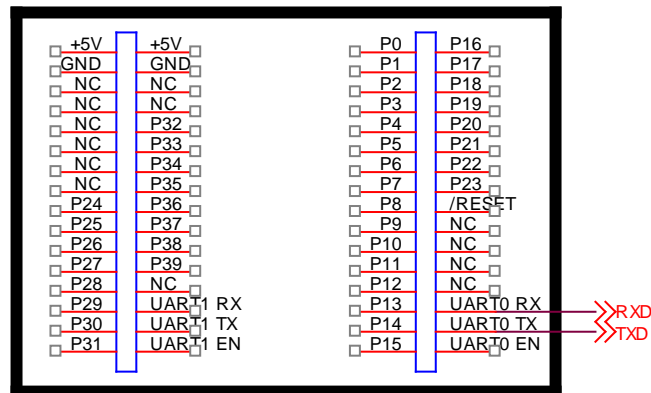 +5V +5V P0 P16
GND GND P1 P17
NC NC P2 P18
NC NC P3 P19
NC P32 P4 P20
NC P33 P5 P21
NC P34 P6 P22
NC P35 P7 P23
P24 P36 P8 /RESET
P25 P37 P9 NC
P26 P38 P10 NC
P27 P39 P11 NC
P28 NC P12 NC
P29 UART1 RX P13 UART0 RX RXD
P30 UART1 TX P14 UART0 TX TXD
P31 UART1 EN P15 UART0 EN